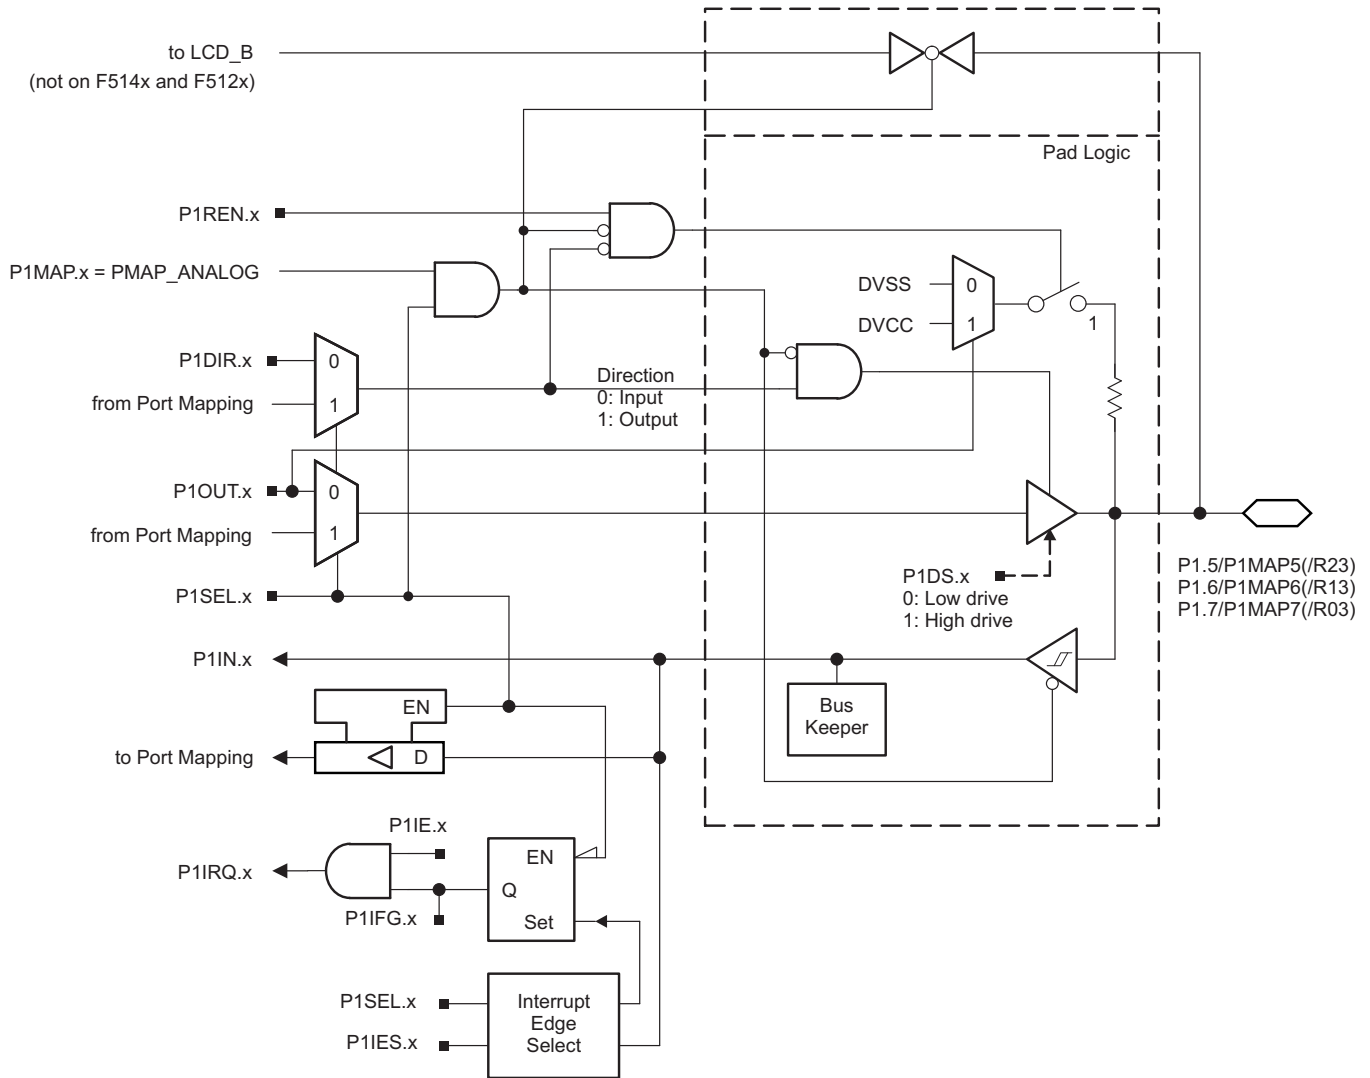 to LCD_B
(not on F514x and F512x)
Pad Logic
P1REN.x
P1MAP.x = PMAP_ANALOG
DVSS
0
DVCC
1
1
P1DIR.x
0
from Port Mapping
1
Direction
0: Input
1: Output
P1OUT.x
0
from Port Mapping
1
P1SEL.x
P1DS.x
0: Low drive
1: High drive
P1.5/P1MAP5(/R23)
P1.6/P1MAP6(/R13)
P1.7/P1MAP7(/R03)
P1IN.x
EN
Bus
Keeper
to Port Mapping
D
P1IE.x
EN
P1IRQ.x
Q
P1IFG.x
Set
P1SEL.x
P1IES.x
Interrupt
Edge
Select